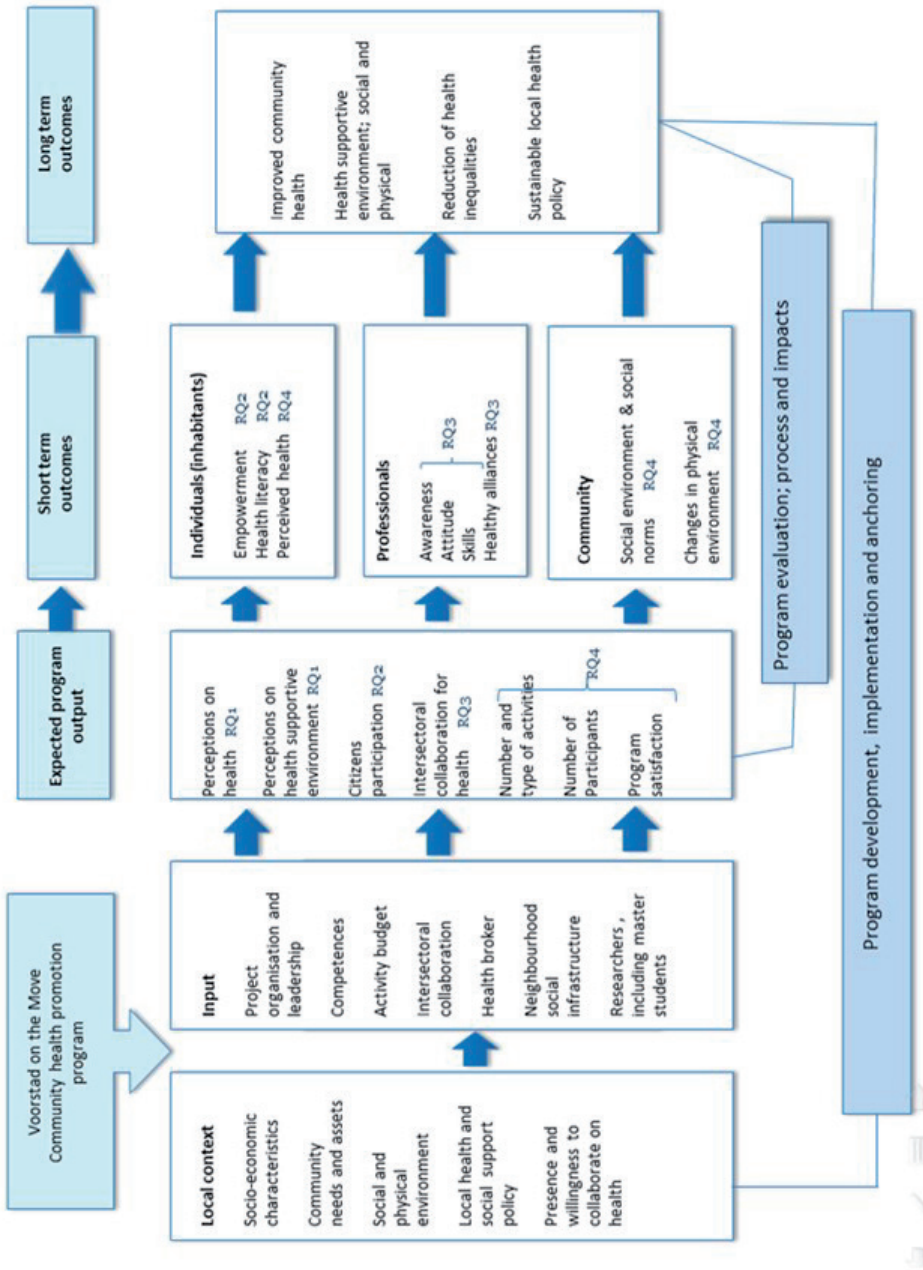 Voorstad on the Move
Community health promotion
program
Expected program
output
Short term
outcomes
Long term
outcomes
Local context
Socio-economic
characteristics
Community
needs and assets
Social and
physical
environment
Local health and
social support
policy
Presence and
willingness to
collaborate on
health
Input
Project
organisation and
leadership
Competences
Activity budget
Intersectoral
collaboration
Health broker
Neighbourhood
social
infrastructure
Researchers ,
including master
students
Perceptions on
health RQ1
Perceptions on
health supportive
environment RQ1
Citizens
participation RQ2
Intersectoral
collaboration for
health RQ3
Number and
type of activities
Number of
Participants
Program
satisfaction
RQ4
Individuals (inhabitants)
Empowerment RQ2
Health literacy RQ2
Perceived health RQ4
Professionals
Awareness
Attitude
Skills
RQ3
Healthy alliances RQ3
Community
Social environment & social
norms RQ4
Changes in physical
environment RQ4
Improved community
health
Health supportive
environment; social and
physical
Reduction of health
inequalities
Sustainable local health
policy
Program evaluation; process and impacts
Program development, implementation and anchoring